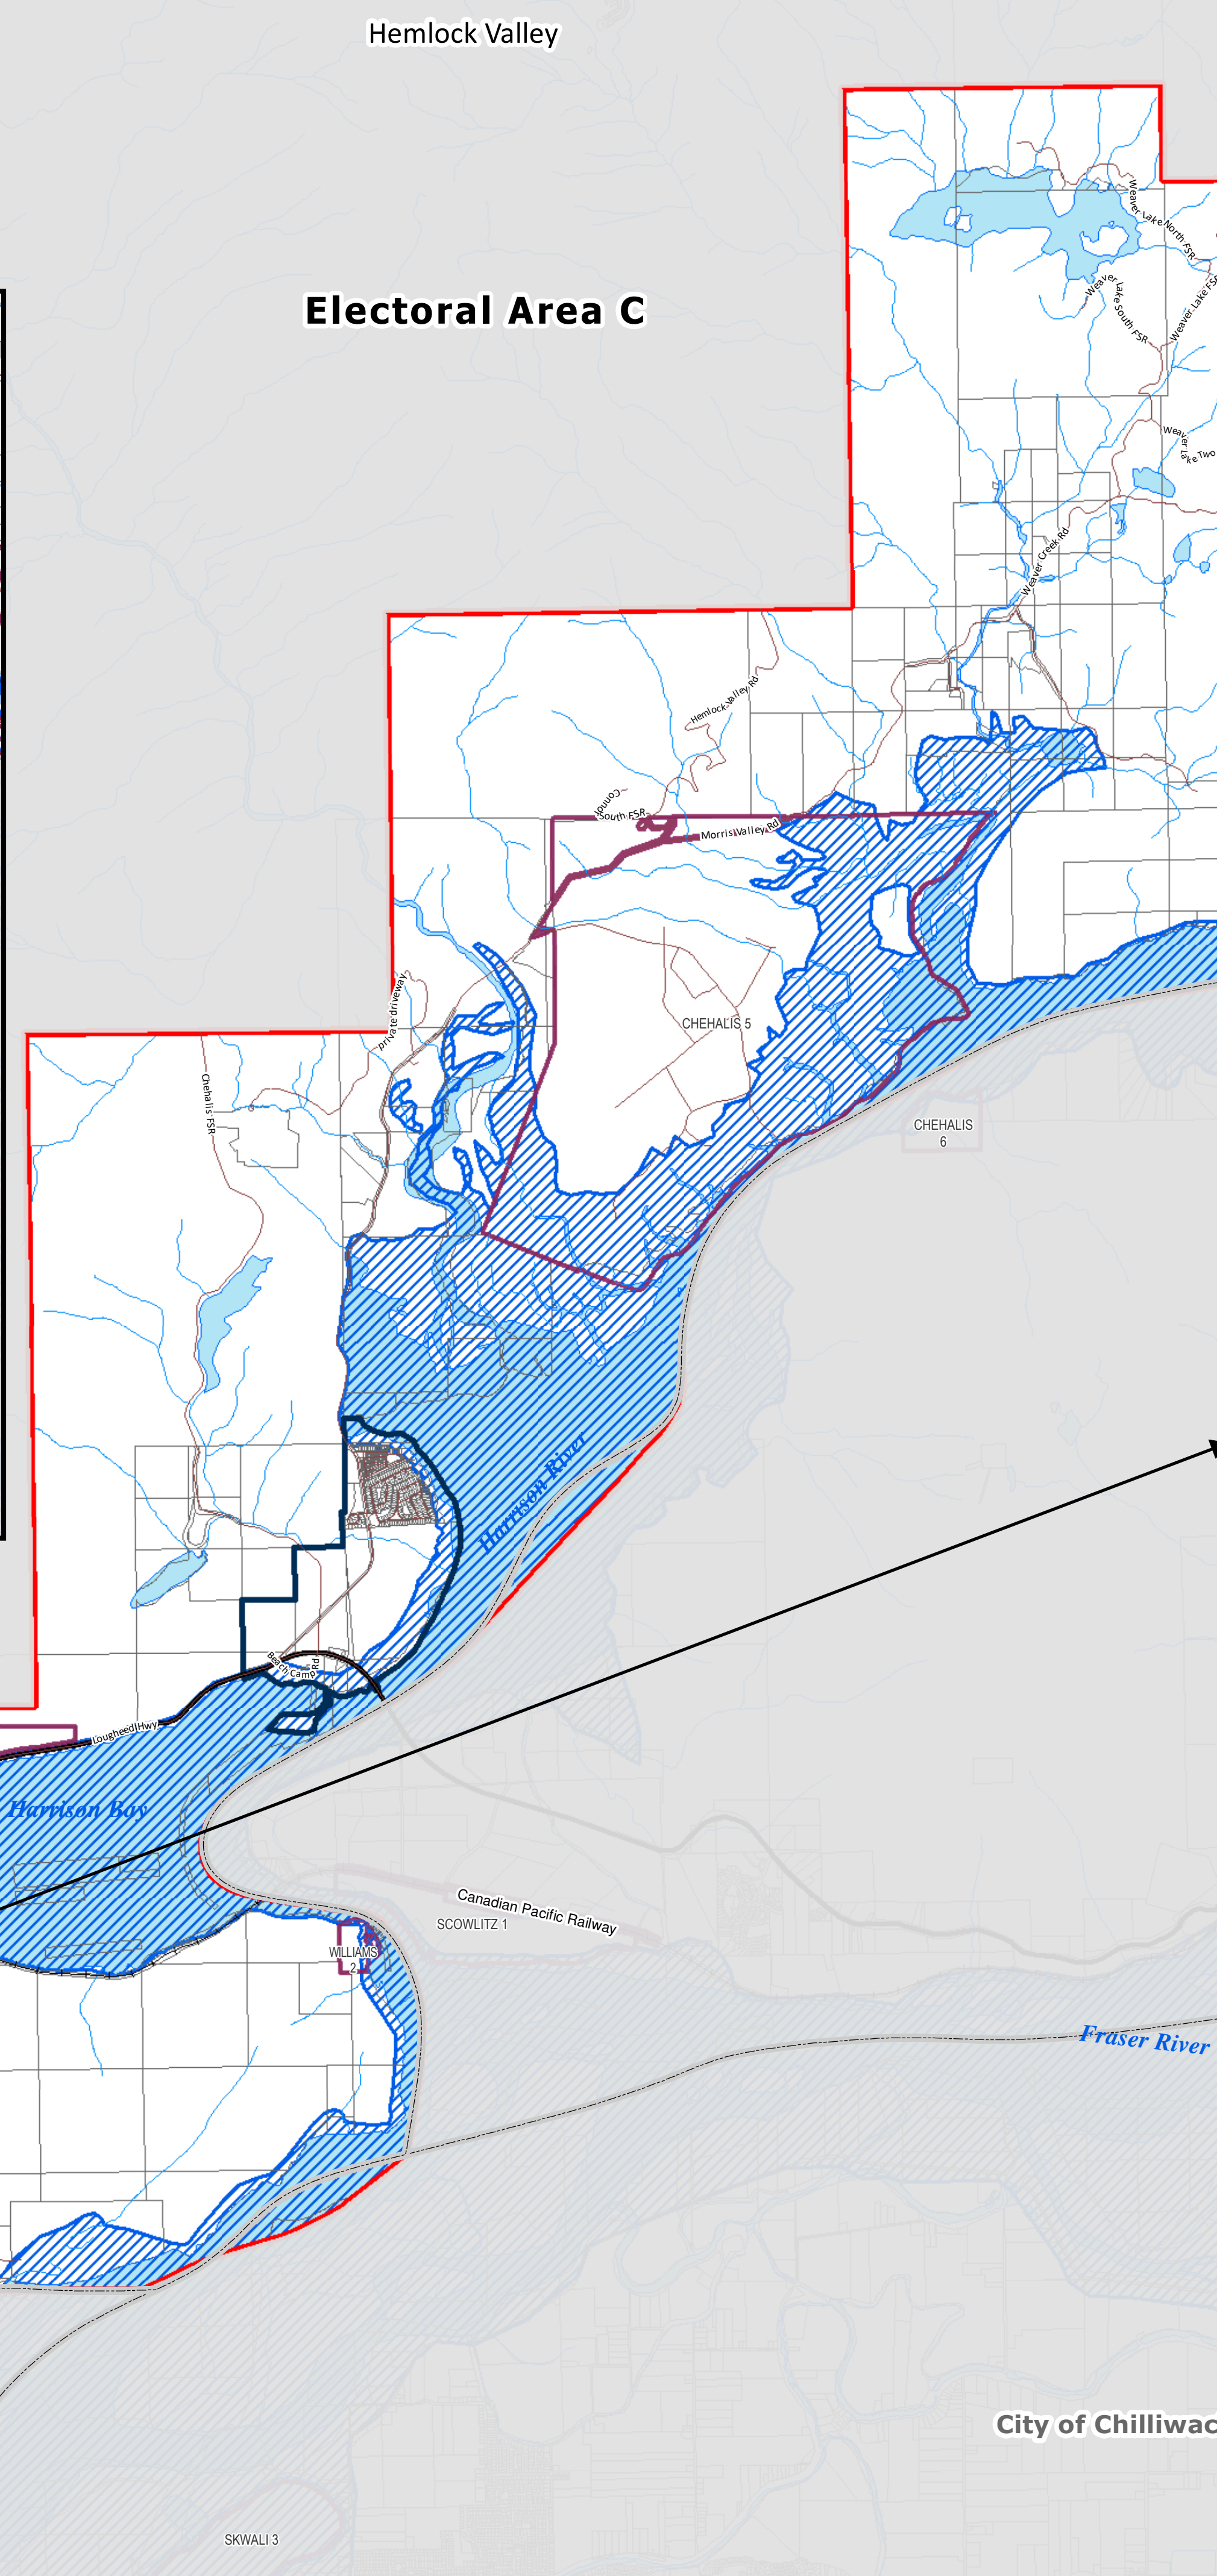 Hemlock Valley
Electoral Area C
Weaver Lake North FSR
Weaver Lake South FSR
Weaver Lake FS
Weaver Lake Two
Weaver Creek Rd
Hemlock Valley Rd
Connor
South FSR
Morris Valley Rd
private driveway
CHEHALIS 5
Chehalis FSR
CHEHALIS
6
Harrison River
Beach Camp Rd
Lougheed Hwy
Harrison Bay
Canadian Pacific Railway
SCOWLITZ 1
WILLIAMS
2
Fraser River
City of Chilliwac
SKWALI 3